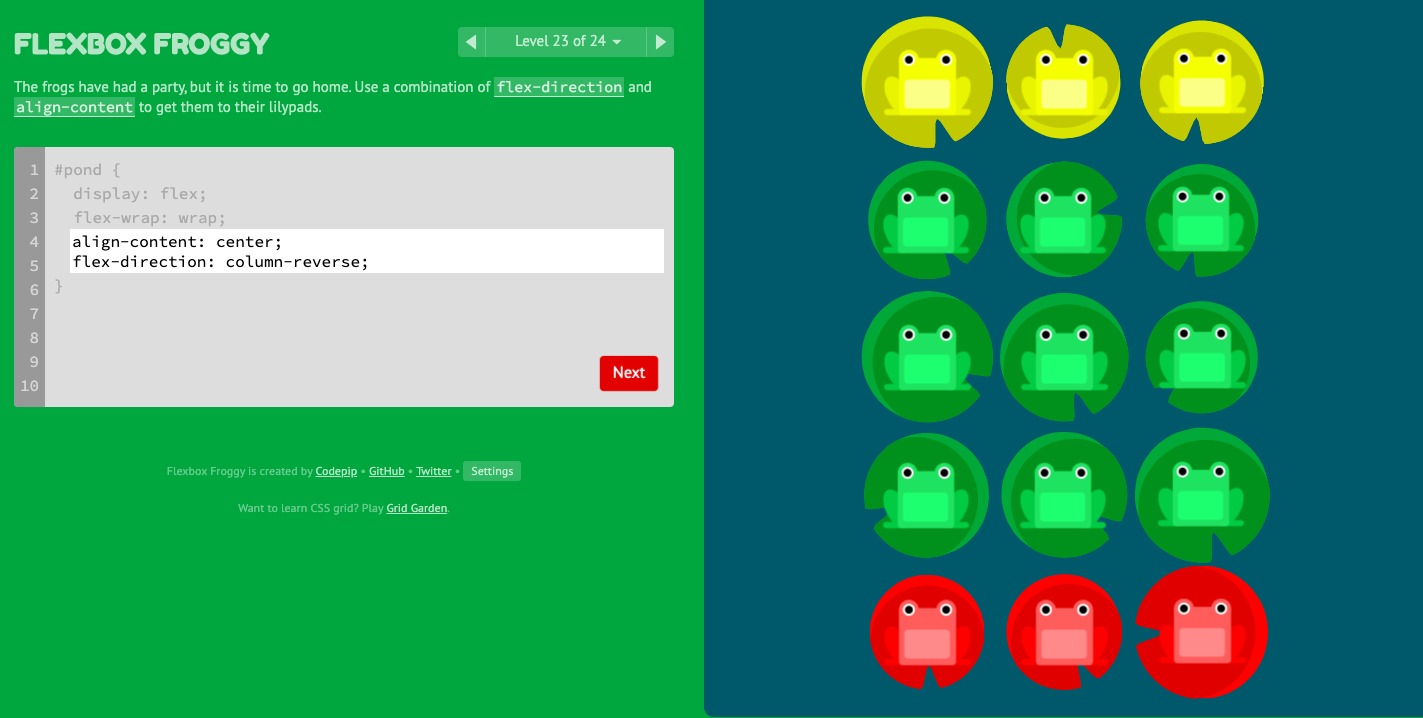 FLEXBOX FROGGY
Level 23 of 24
The frogs have had a party, but it is time to go home. Use a combination of flex-direction and
align-content to get them to their lilypads.
1 #pond {
2 display: flex;
3 flex-wrap: wrap;
4 align-content: center;
5 flex-direction: column-reverse;
6 }
7
8
9
10
Next
Flexbox Froggy is created by Codepip • GitHub • Twitter • Settings
Want to learn CSS grid? Play Grid Garden.